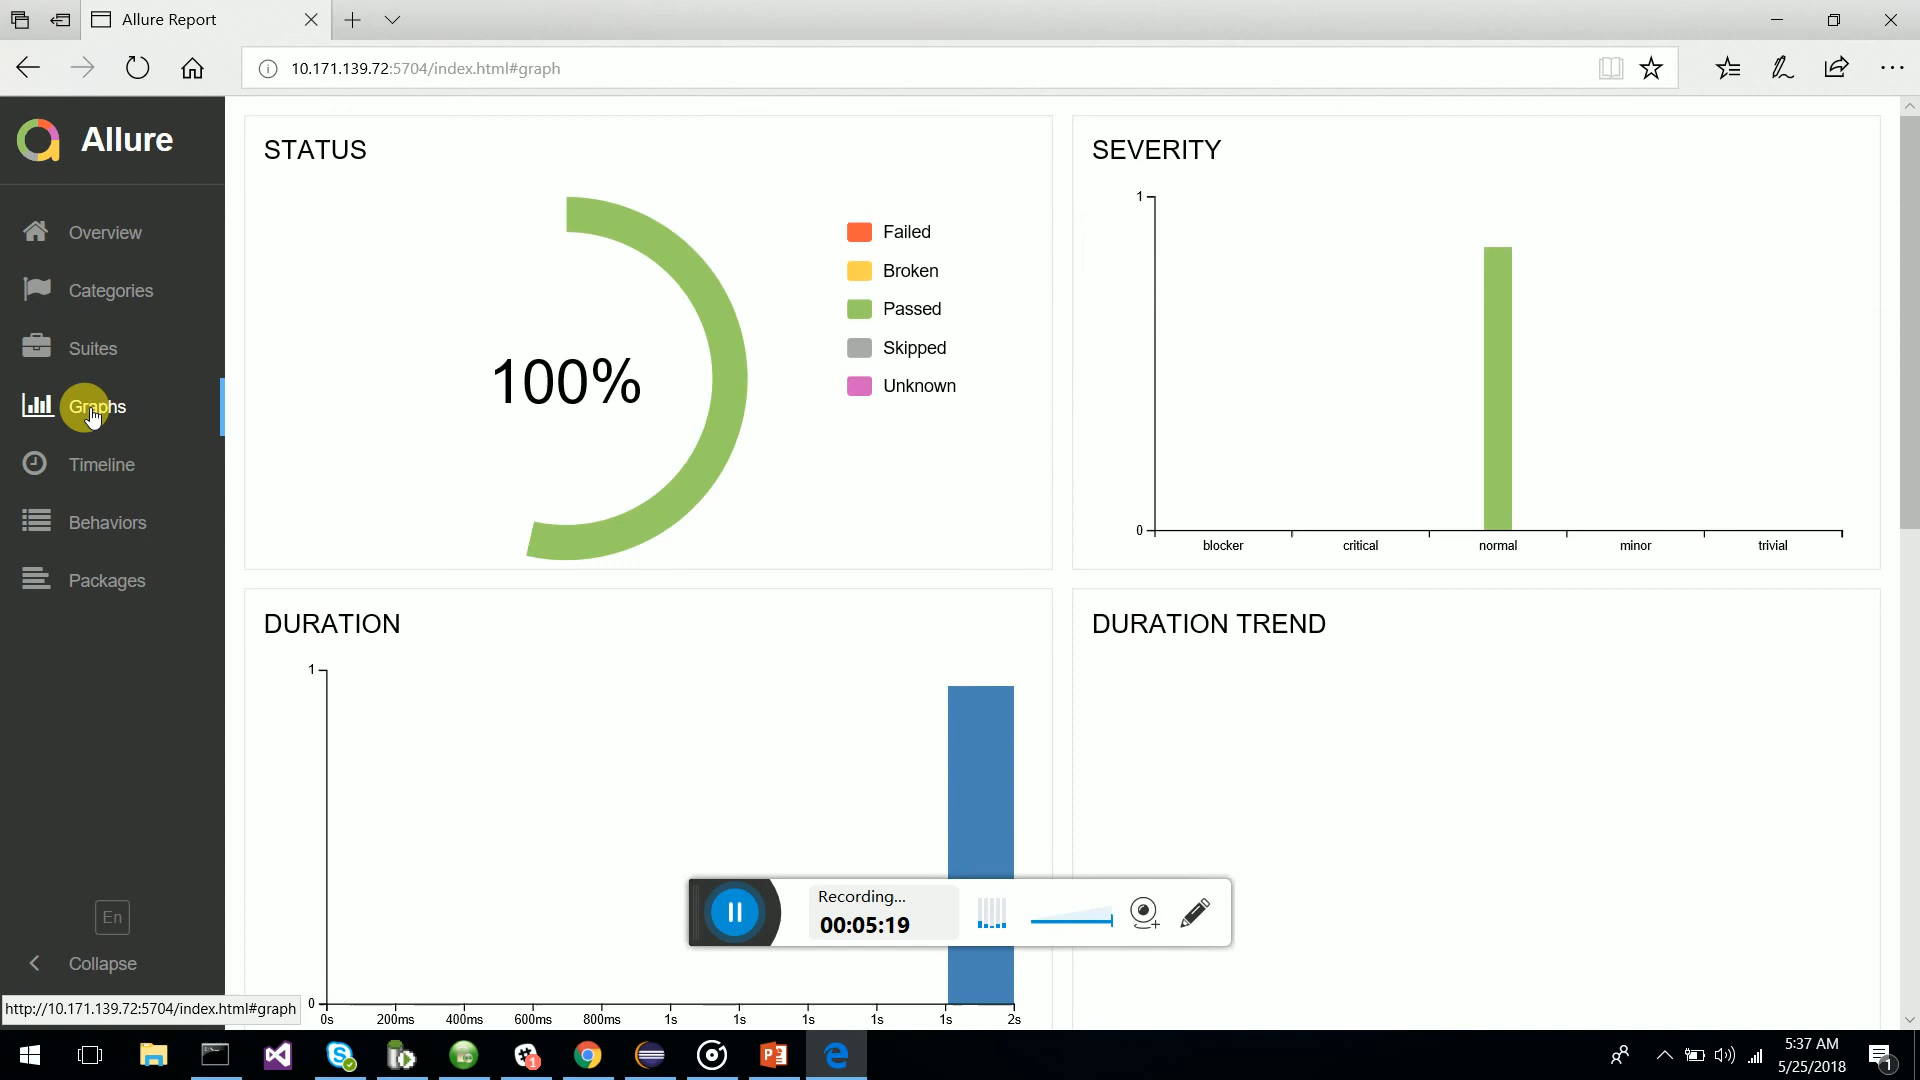 Allure Report
10.171.139.72:5704/index.html#graph
Allure
Overview
Categories
Suites
Graphs
Timeline
Behaviors
Packages
En
Collapse
http://10.171.139.72:5704/index.html#graph
STATUS
100%
Failed
Broken
Passed
Skipped
Unknown
SEVERITY
1
0
blocker critical normal minor trivial
DURATION
1
0
0s 200ms 400ms 600ms 800ms 1s 1s 1s 1s 1s 2s
DURATION TREND
Recording...
00:05:19
1
5:37 AM
5/25/2018
1